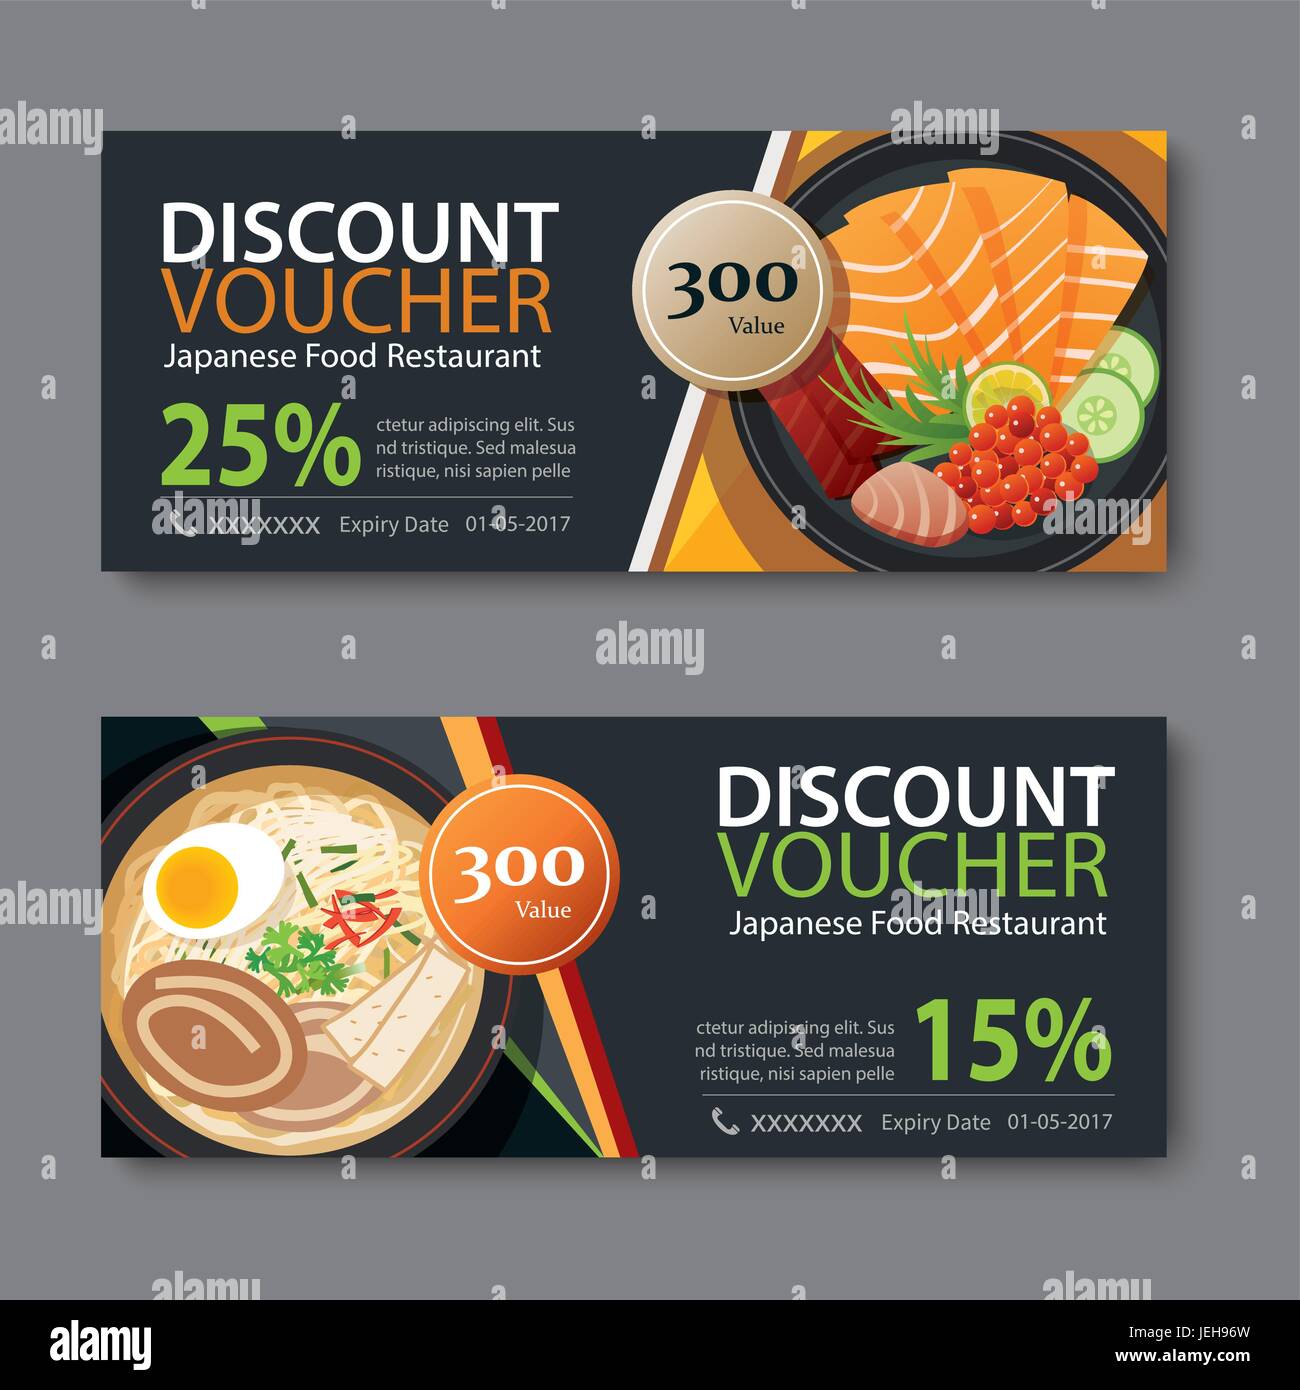 DISCOUNT
VOUCHER
Japanese Food Restaurant
25%
ctetur adipiscing elit. Sus
nd tristique. Sed malesua
ristique, nisi sapien pelle
XXXXXXX Expiry Date 01-05-2017
300
Value
300
Value
DISCOUNT
VOUCHER
Japanese Food Restaurant
ctetur adipiscing elit. Sus
nd tristique. Sed malesua
ristique, nisi sapien pelle
15%
XXXXXXX Expiry Date 01-05-2017
alamy
alamy
Image ID: JEH96W
www.alamy.com